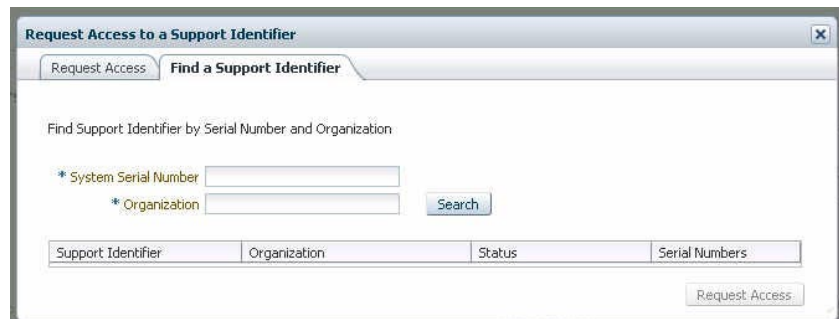 Request Access to a Support Identifier
Request Access Find a Support Identifier
Find Support Identifier by Serial Number and Organization
* System Serial Number
* Organization Search
Support Identifier Organization Status Serial Numbers
Request Access